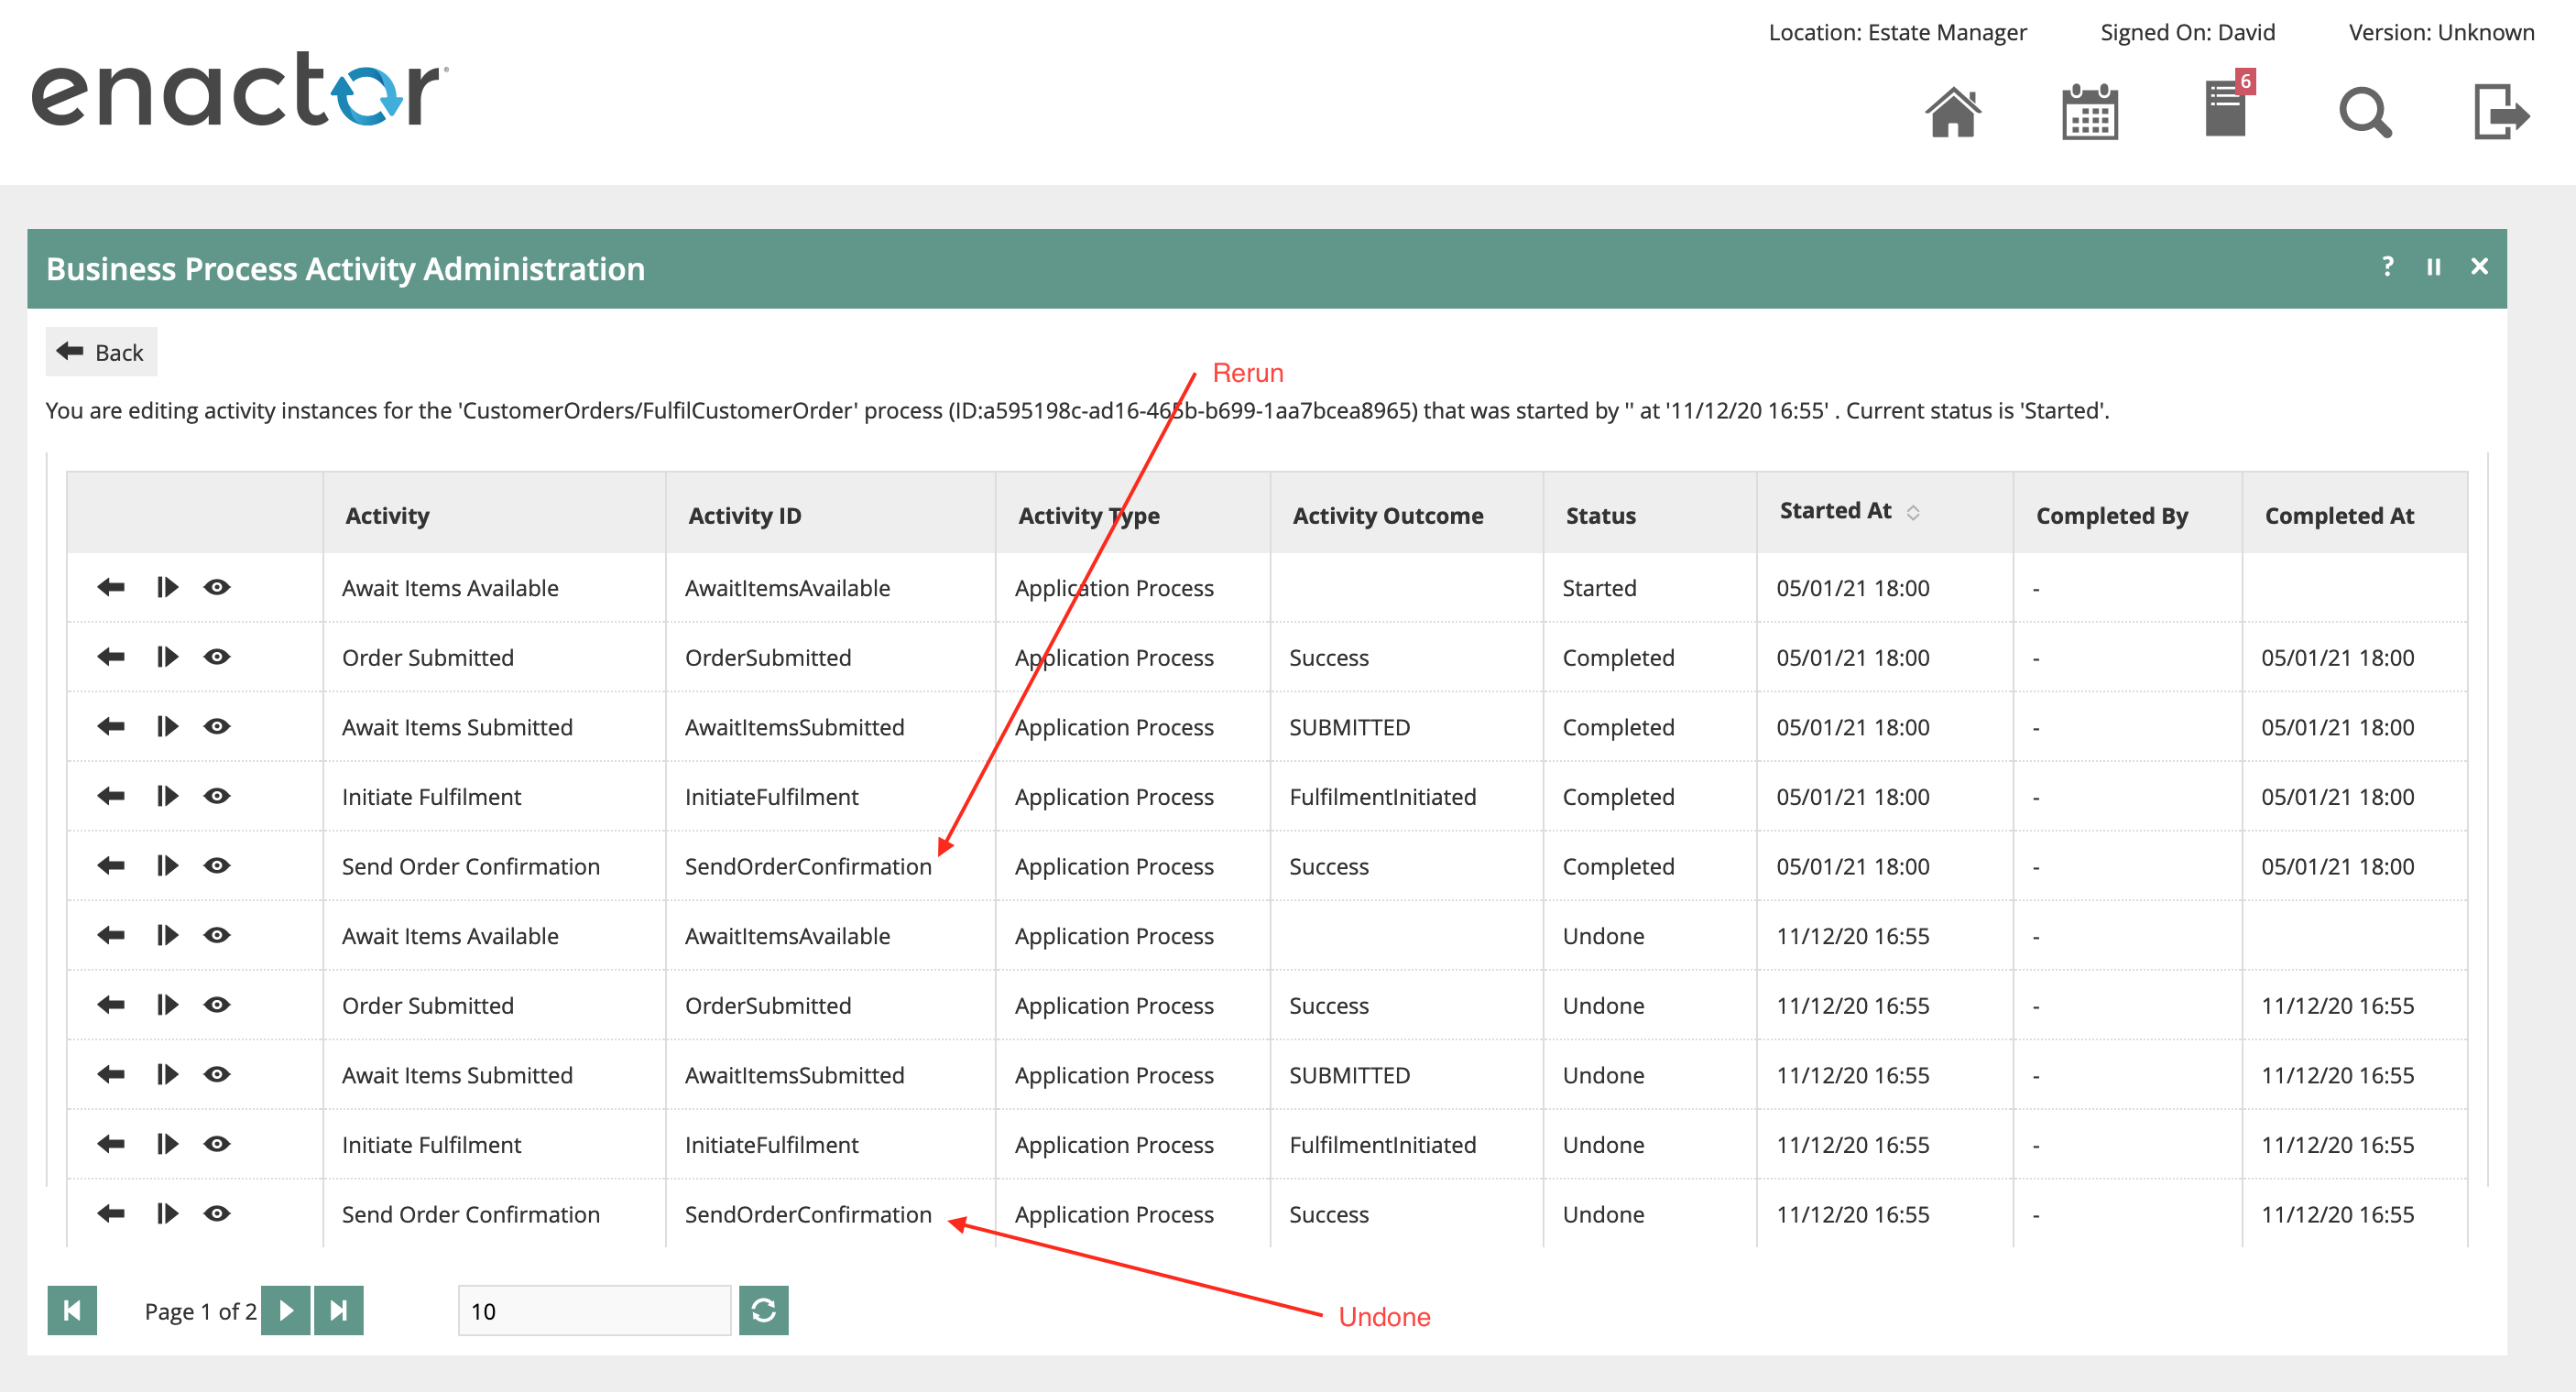 Location: Estate Manager Signed On: David Version: Unknown
enactor
6
Business Process Activity Administration ?
Back
Rerun
You are editing activity instances for the 'CustomerOrders/FulfilCustomerOrder' process (ID:a595198c-ad16-465b-b699-1aa7bcea8965) that was started by '' at '11/12/20 16:55' . Current status is 'Started'.
Activity Activity ID Activity Type Activity Outcome Status Started At Completed By Completed At
Await Items Available AwaitItemsAvailable Application Process Started 05/01/21 18:00 -
Order Submitted OrderSubmitted Application Process Success Completed 05/01/21 18:00 - 05/01/21 18:00
Await Items Submitted AwaitItemsSubmitted Application Process SUBMITTED Completed 05/01/21 18:00 - 05/01/21 18:00
Initiate Fulfilment InitiateFulfilment Application Process FulfilmentInitiated Completed 05/01/21 18:00 - 05/01/21 18:00
Send Order Confirmation SendOrderConfirmation Application Process Success Completed 05/01/21 18:00 - 05/01/21 18:00
Await Items Available AwaitItemsAvailable Application Process Undone 11/12/20 16:55 -
Order Submitted OrderSubmitted Application Process Success Undone 11/12/20 16:55 - 11/12/20 16:55
Await Items Submitted AwaitItemsSubmitted Application Process SUBMITTED Undone 11/12/20 16:55 - 11/12/20 16:55
Initiate Fulfilment InitiateFulfilment Application Process FulfilmentInitiated Undone 11/12/20 16:55 - 11/12/20 16:55
Send Order Confirmation SendOrderConfirmation Application Process Success Undone 11/12/20 16:55 - 11/12/20 16:55
Page 1 of 2 10
Undone